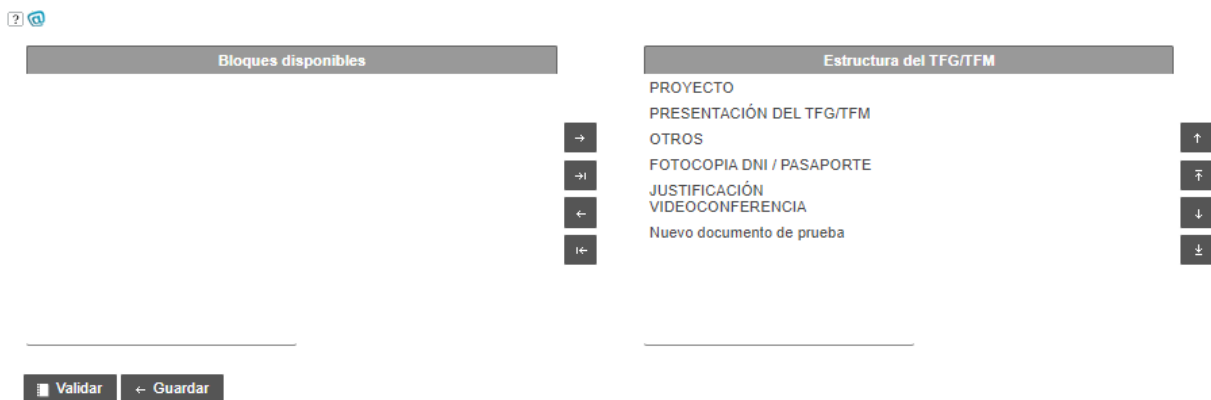 ?
@
Bloques disponibles
Estructura del TFG/TFM
PROYECTO
PRESENTACIÓN DEL TFG/TFM
OTROS
FOTOCOPIA DNI / PASAPORTE
JUSTIFICACIÓN
VIDEOCONFERENCIA
Nuevo documento de prueba
Validar
← Guardar